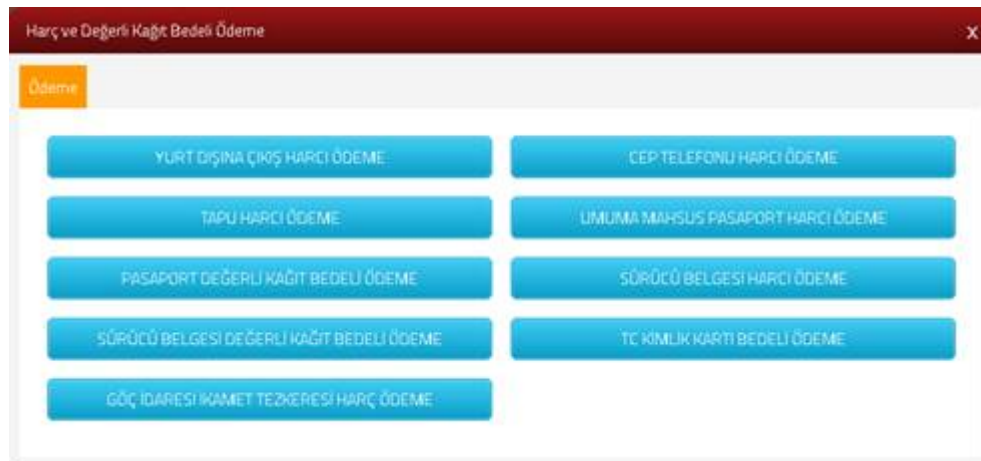 Harç ve Değerli Kağıt Bedeli Ödeme
X
Ödeme
YURT DIŞINA ÇIKIŞ HARCI ÖDEME
CEP TELEFONU HARCI ÖDEME
TAPU HARCI ÖDEME
UMUMA MAHSUS PASAPORT HARCI ÖDEME
PASAPORT DEĞERLİ KAĞIT BEDELİ ÖDEME
SÜRÜCÜ BELGESİ HARCI ÖDEME
SÜRÜCÜ BELGESİ DEĞERLİ KAĞIT BEDELİ ÖDEME
TC KİMLİK KARTI BEDELİ ÖDEME
GÖÇ İDARESİ İKAMET TEZKERESİ HARÇ ÖDEME